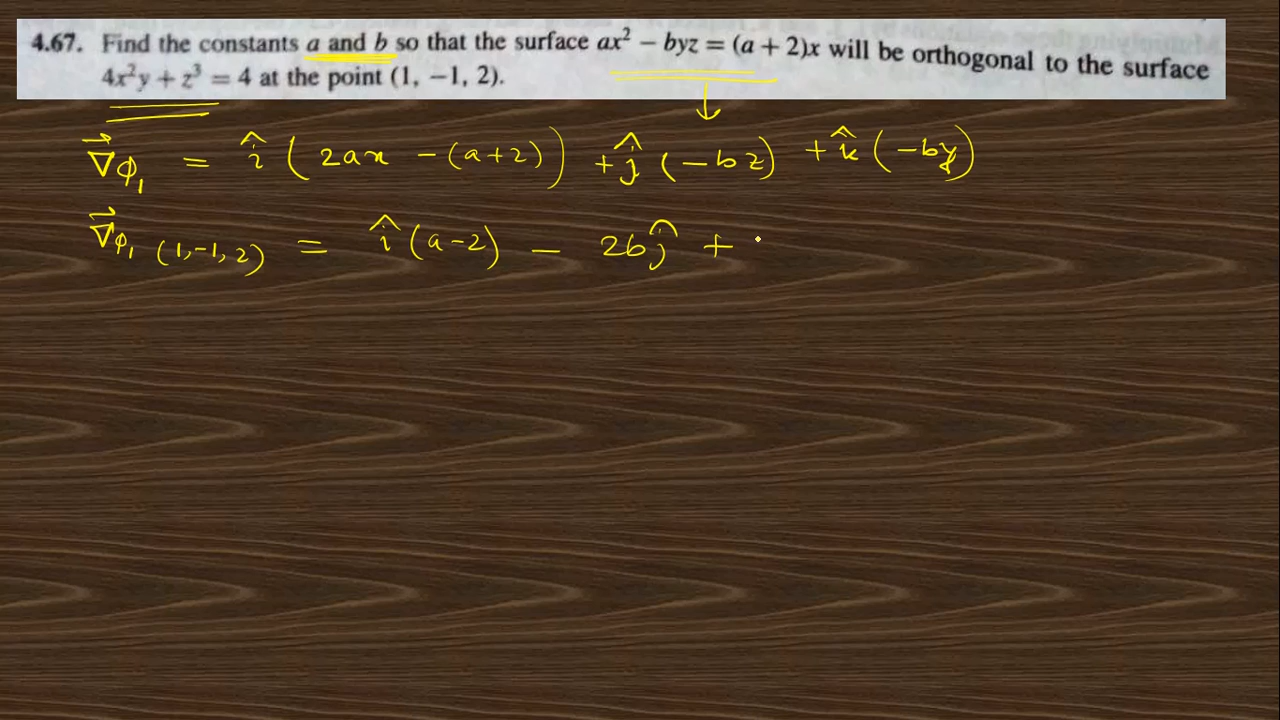 4.67. Find the constants a and b so that the surface ax² − byz = (a + 2)x will be orthogonal to the surface
4x²y + z³ = 4 at the point (1, −1, 2).
∇⃗φ₁ = î (2ax − (a+2)) + ĵ (−bz) + k̂ (−by)
∇⃗φ₁ (1,−1,2) = î (a−2) − 2bĵ +